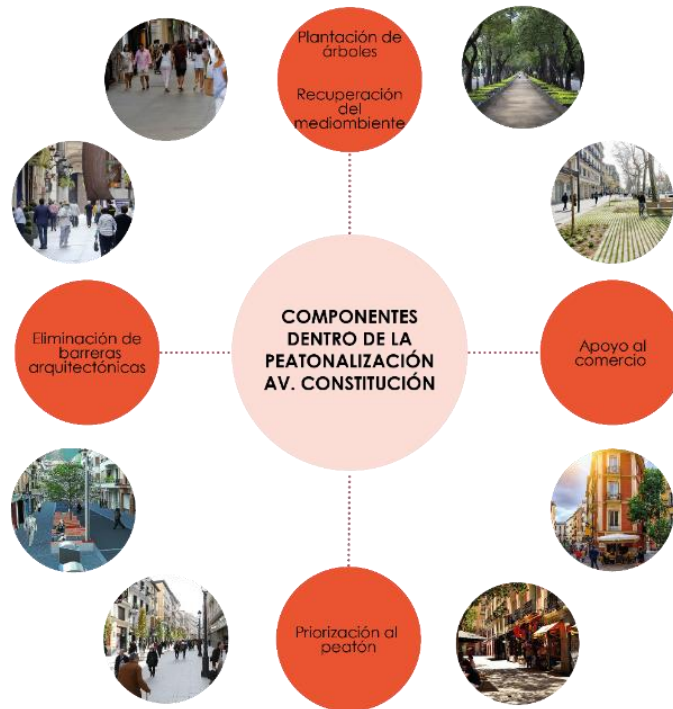 Plantación de
árboles
Recuperación
del
mediombiente
COMPONENTES
DENTRO DE LA
PEATONALIZACIÓN
AV. CONSTITUCIÓN
Eliminación de
barreras
arquitectónicas
Apoyo al
comercio
Priorización al
peatón